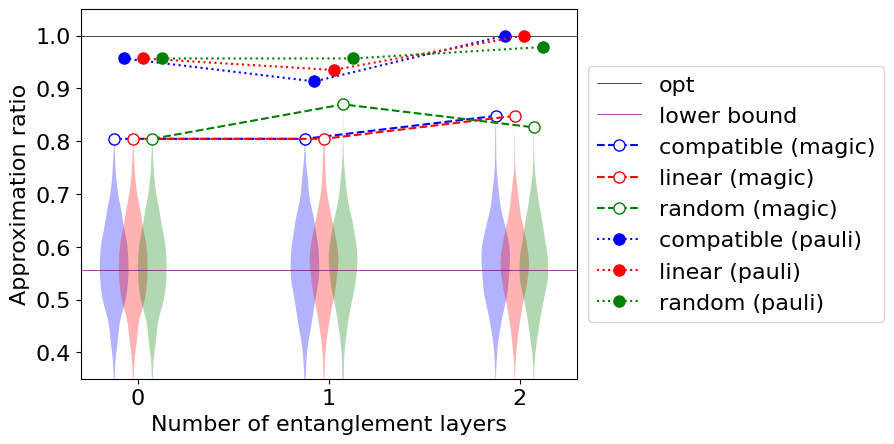 1.0
0.9
0.8
0.7
0.6
0.5
0.4
Approximation ratio
0 1 2
Number of entanglement layers
opt
lower bound
compatible (magic)
linear (magic)
random (magic)
compatible (pauli)
linear (pauli)
random (pauli)